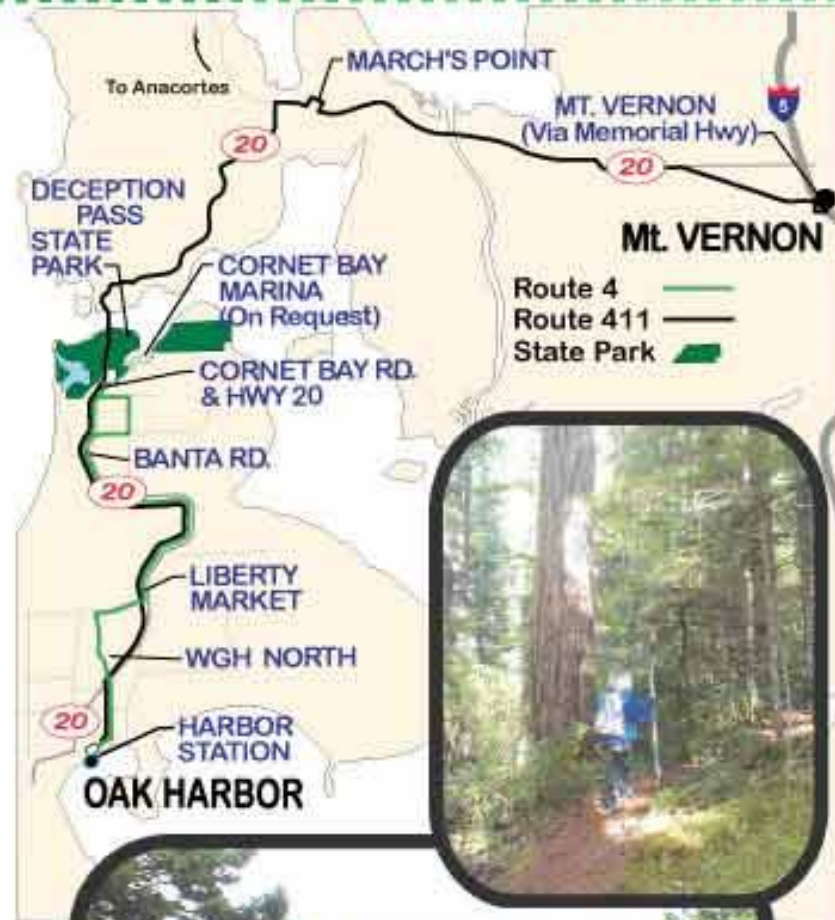 To Anacortes
MARCH'S POINT
5
MT. VERNON
(Via Memorial Hwy)
20
20
DECEPTION
PASS
STATE
PARK
Mt. VERNON
CORNET BAY
MARINA
(On Request)
Route 4
Route 411
State Park
CORNET BAY RD.
& HWY 20
BANTA RD.
20
LIBERTY
MARKET
WGH NORTH
20
HARBOR
STATION
OAK HARBOR